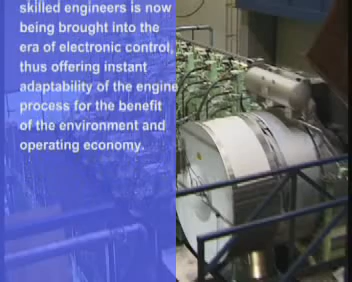 skilled engineers is now
being brought into the
era of electronic control,
thus offering instant
adaptability of the engine
process for the benefit
of the environment and
operating economy.